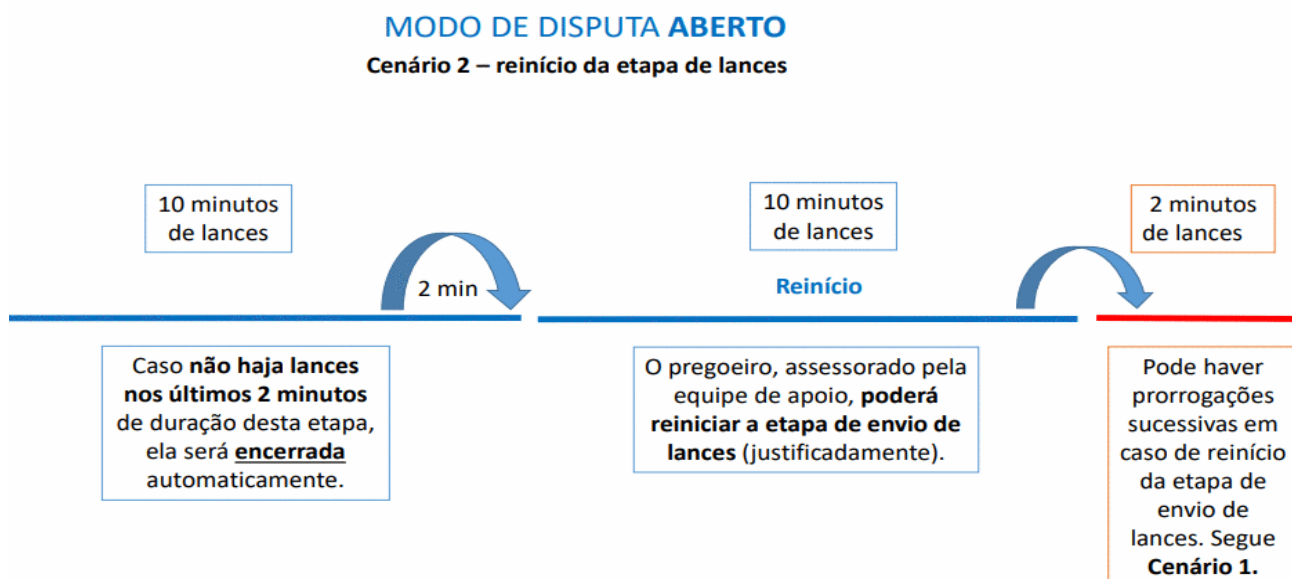 MODO DE DISPUTA ABERTO
Cenário 2 – reinício da etapa de lances
10 minutos
de lances
2 min
10 minutos
de lances
Reinício
2 minutos
de lances
Caso não haja lances
nos últimos 2 minutos
de duração desta etapa,
ela será encerrada
automaticamente.
O pregoeiro, assessorado pela
equipe de apoio, poderá
reiniciar a etapa de envio de
lances (justificadamente).
Pode haver
prorrogações
sucessivas em
caso de reinício
da etapa de
envio de
lances. Segue
Cenário 1.